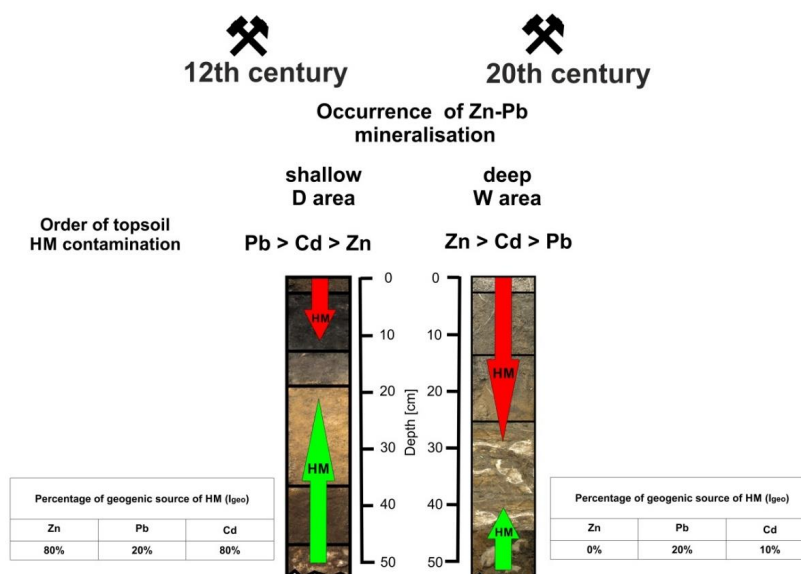 12th century
20th century
Occurrence of Zn-Pb
mineralisation
shallow
D area
deep
W area
Order of topsoil
HM contamination
Pb > Cd > Zn
Zn > Cd > Pb
0
10
20
30
40
50
HM
HM
Depth [cm]
0
10
20
30
40
50
HM
HM
Percentage of geogenic source of HM (Igeo)
Zn Pb Cd
80% 20% 80%
Percentage of geogenic source of HM (Igeo)
Zn Pb Cd
0% 20% 10%